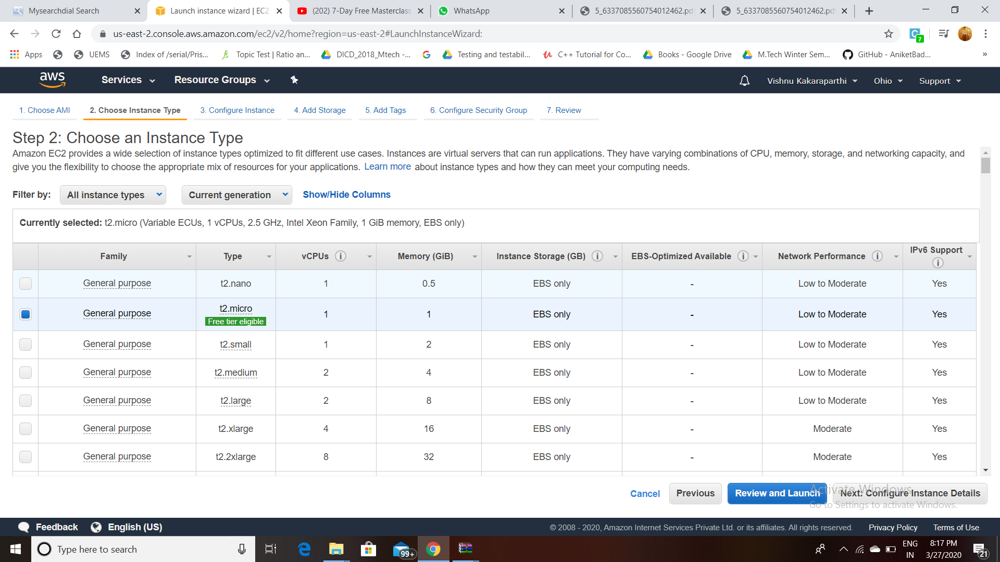 Mysearchdial Search
Launch instance wizard | EC2
(202) 7-Day Free Masterclass
WhatsApp
5_6337085560754012462.pd
5_6337085560754012462.pd
us-east-2.console.aws.amazon.com/ec2/v2/home?region=us-east-2#LaunchInstanceWizard:
7
Apps
UEMS
Index of /serial/Pris...
Topic Test | Ratio an...
DICD_2018_Mtech -...
Testing and testabil...
C++ Tutorial for Co...
Books - Google Drive
M.Tech Winter Sem...
GitHub - AniketBad...
»
aws
Services
Resource Groups
Vishnu Kakaraparthi
Ohio
Support
1. Choose AMI
2. Choose Instance Type
3. Configure Instance
4. Add Storage
5. Add Tags
6. Configure Security Group
7. Review
Step 2: Choose an Instance Type
Amazon EC2 provides a wide selection of instance types optimized to fit different use cases. Instances are virtual servers that can run applications. They have varying combinations of CPU, memory, storage, and networking capacity, and
give you the flexibility to choose the appropriate mix of resources for your applications. Learn more about instance types and how they can meet your computing needs.
Filter by:
All instance types
Current generation
Show/Hide Columns
Currently selected: t2.micro (Variable ECUs, 1 vCPUs, 2.5 GHz, Intel Xeon Family, 1 GiB memory, EBS only)
Family Type vCPUs i Memory (GiB) Instance Storage (GB) i EBS-Optimized Available i Network Performance i IPv6 Support i
General purpose t2.nano 1 0.5 EBS only - Low to Moderate Yes
General purpose t2.micro 1 1 EBS only - Low to Moderate Yes
Free tier eligible
General purpose t2.small 1 2 EBS only - Low to Moderate Yes
General purpose t2.medium 2 4 EBS only - Low to Moderate Yes
General purpose t2.large 2 8 EBS only - Low to Moderate Yes
General purpose t2.xlarge 4 16 EBS only - Moderate Yes
General purpose t2.2xlarge 8 32 EBS only - Moderate Yes
Cancel
Previous
Review and Launch
Next: Configure Instance Details
Activate Windows
Go to Settings to activate Windows.
Feedback
English (US)
© 2008 - 2020, Amazon Internet Services Private Ltd. or its affiliates. All rights reserved.
Privacy Policy
Terms of Use
Type here to search
99+
ENG
IN
8:17 PM
3/27/2020
21